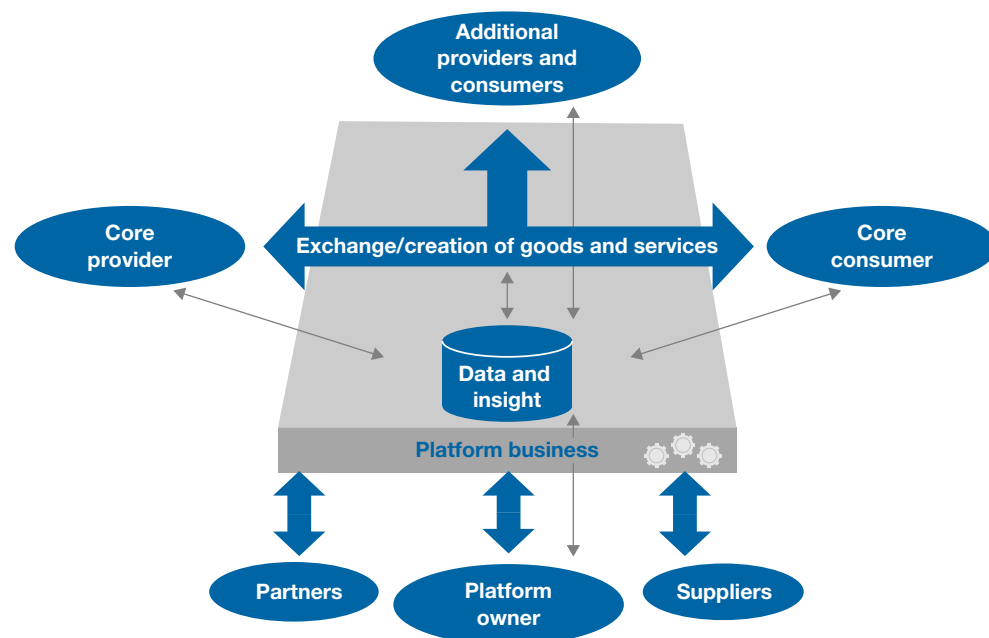 Additional
providers and
consumers
Core
provider
Exchange/creation of goods and services
Core
consumer
Data and
insight
Platform business
Partners
Platform
owner
Suppliers